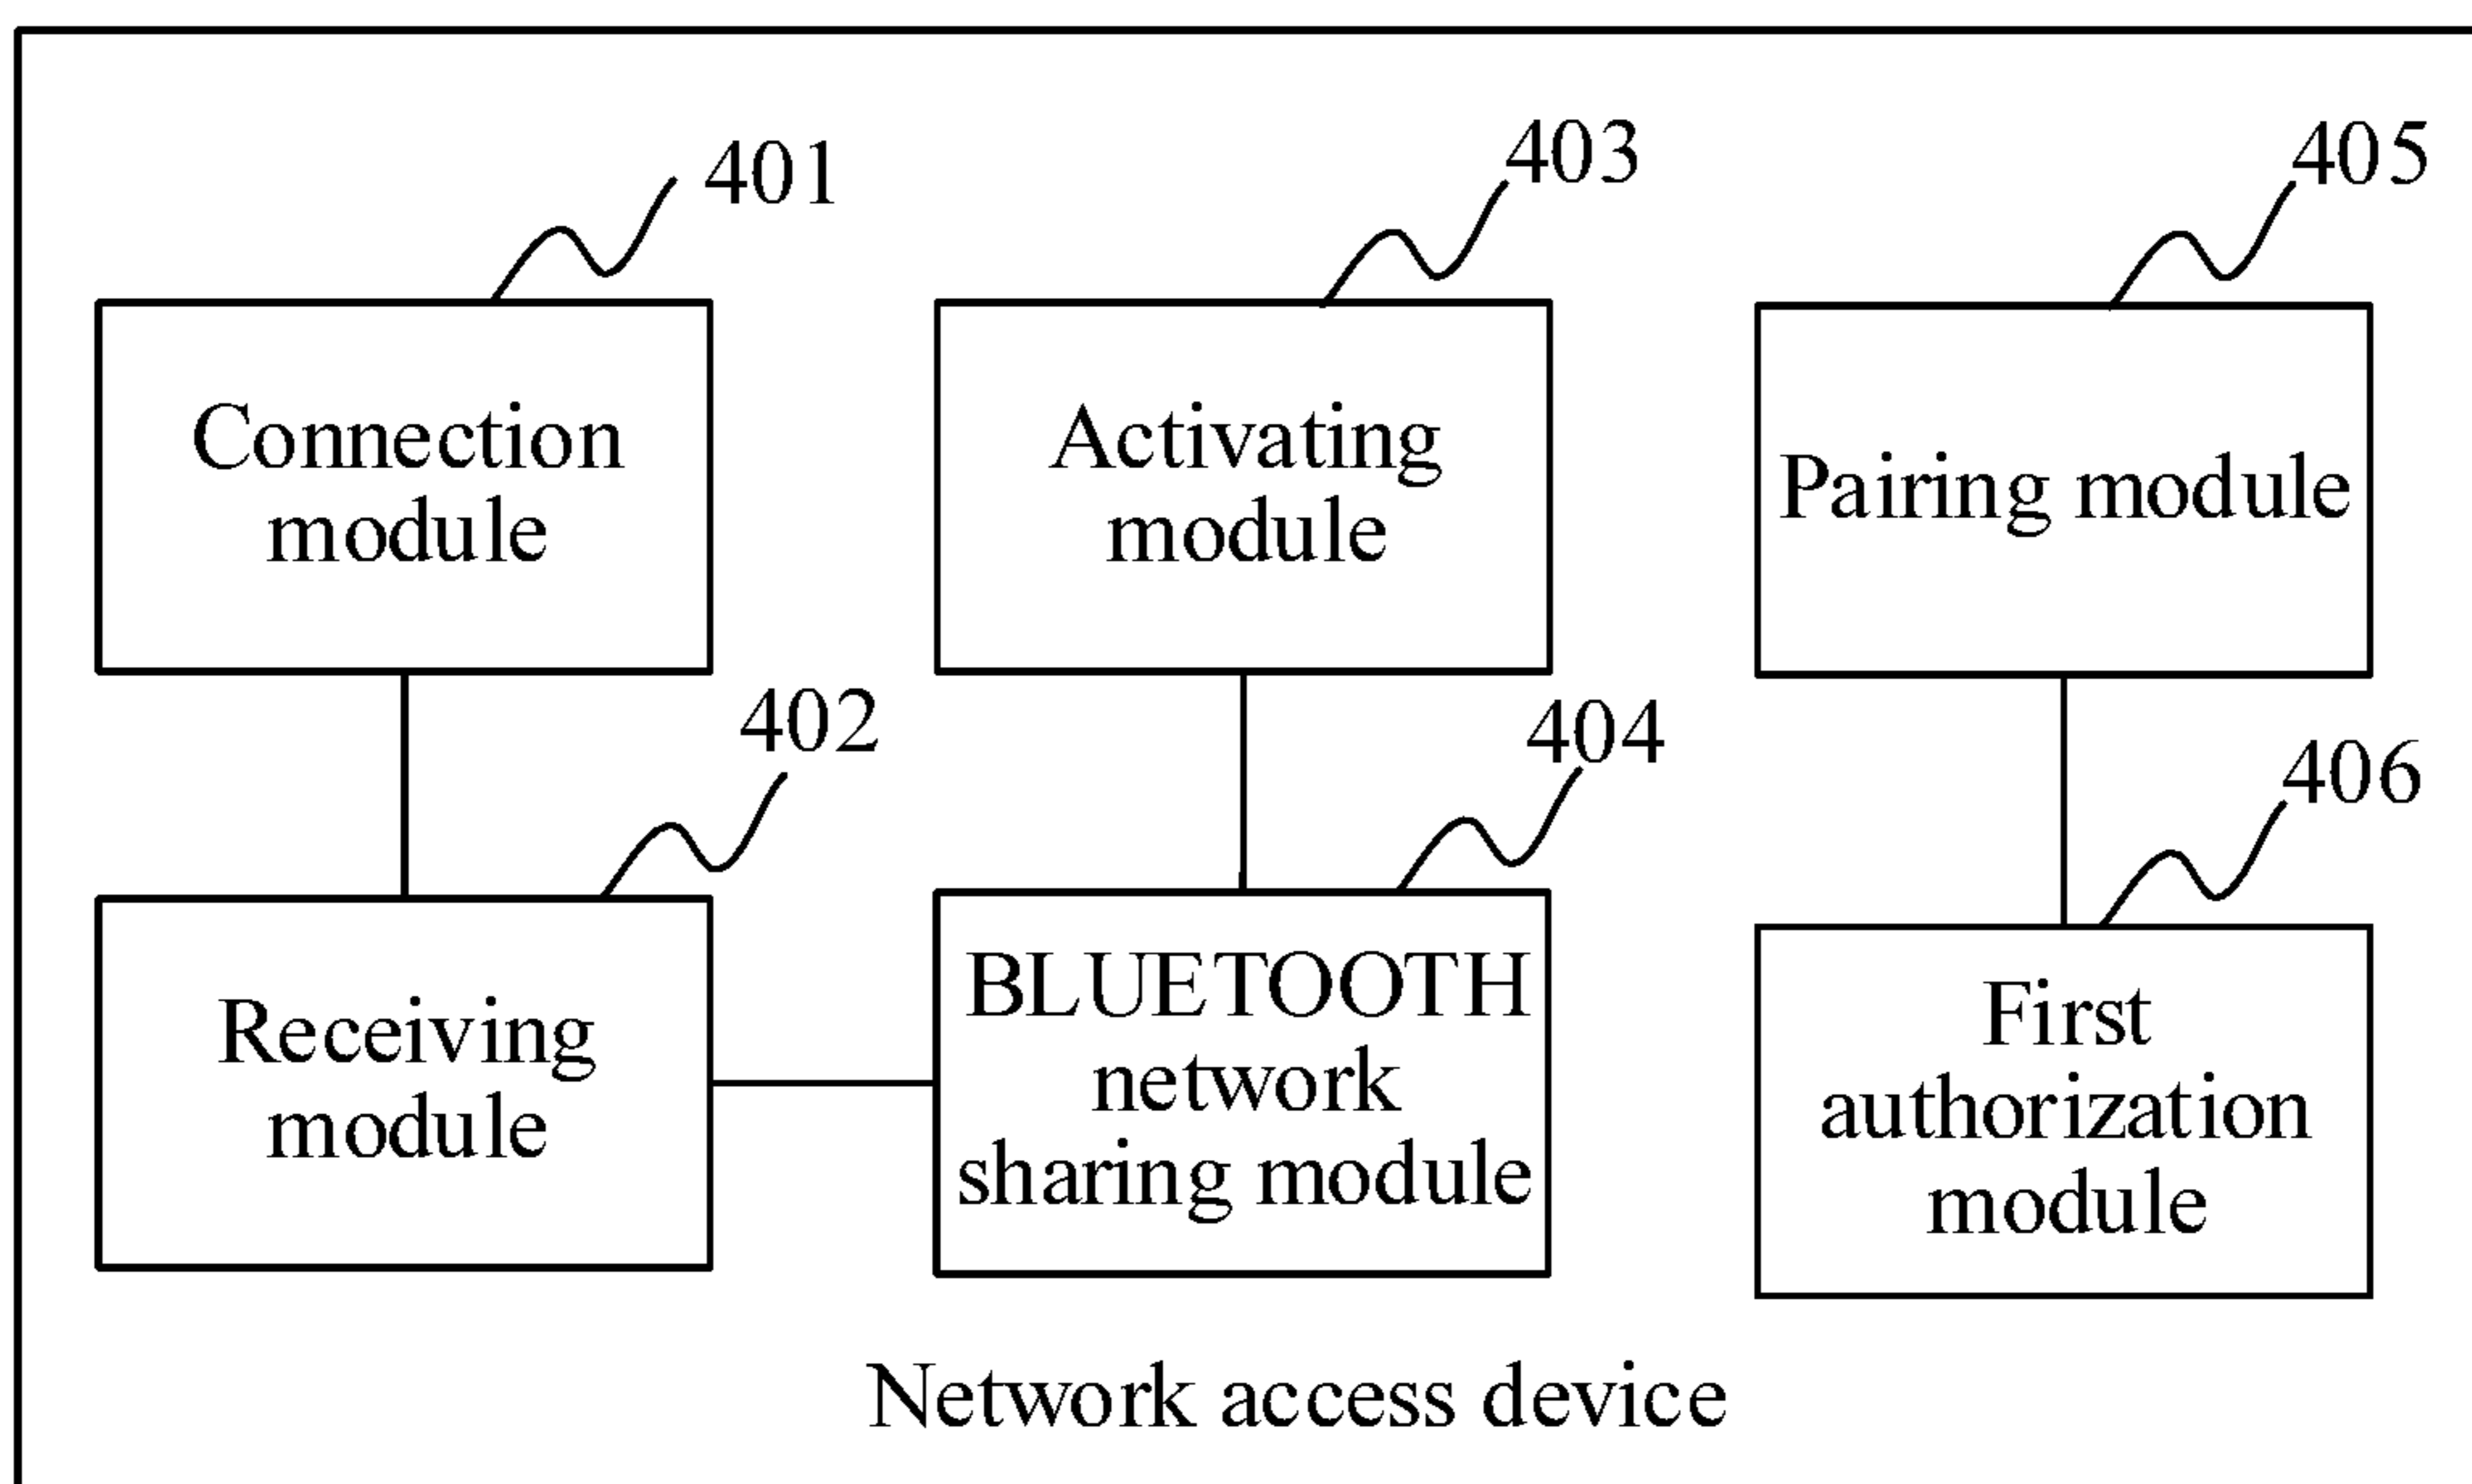 401
403
405
Connection
module
Activating
module
Pairing module
402
404
406
Receiving
module
BLUETOOTH
network
sharing module
First
authorization
module
Network access device